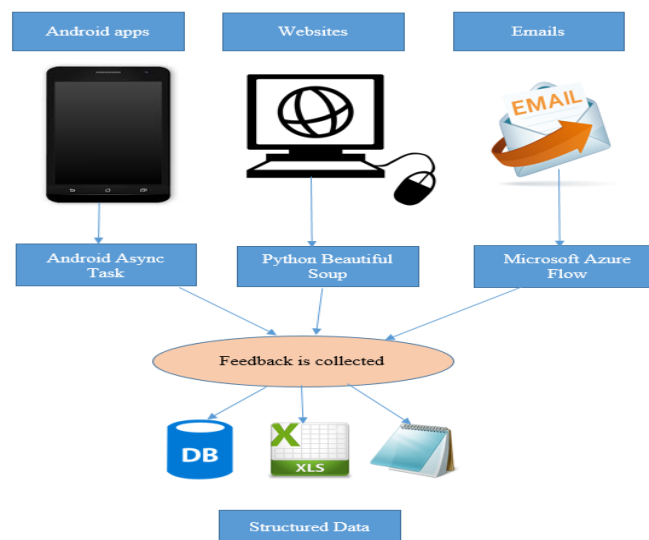 Android apps
Websites
Emails
EMAIL
Android Async
Task
Python Beautiful
Soup
Microsoft Azure
Flow
Feedback is collected
DB
X
XLS
Structured Data